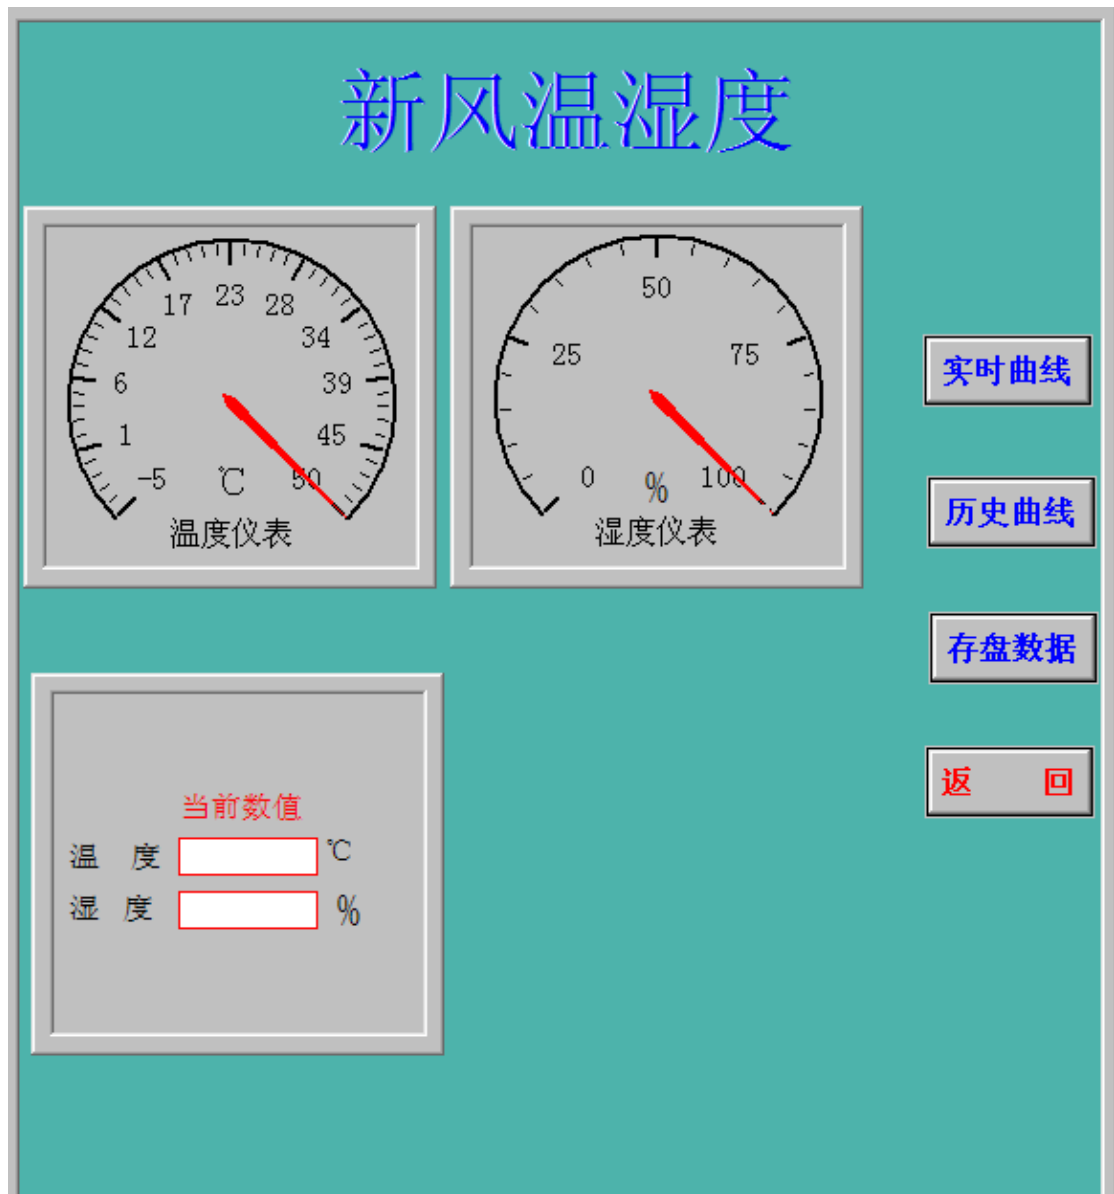 新风温湿度
23
17
28
12
34
6
39
1
45
-5
℃
50
温度仪表
50
25
75
0
%
100
湿度仪表
实时曲线
历史曲线
存盘数据
返 回
当前数值
温 度 ℃
湿 度 %